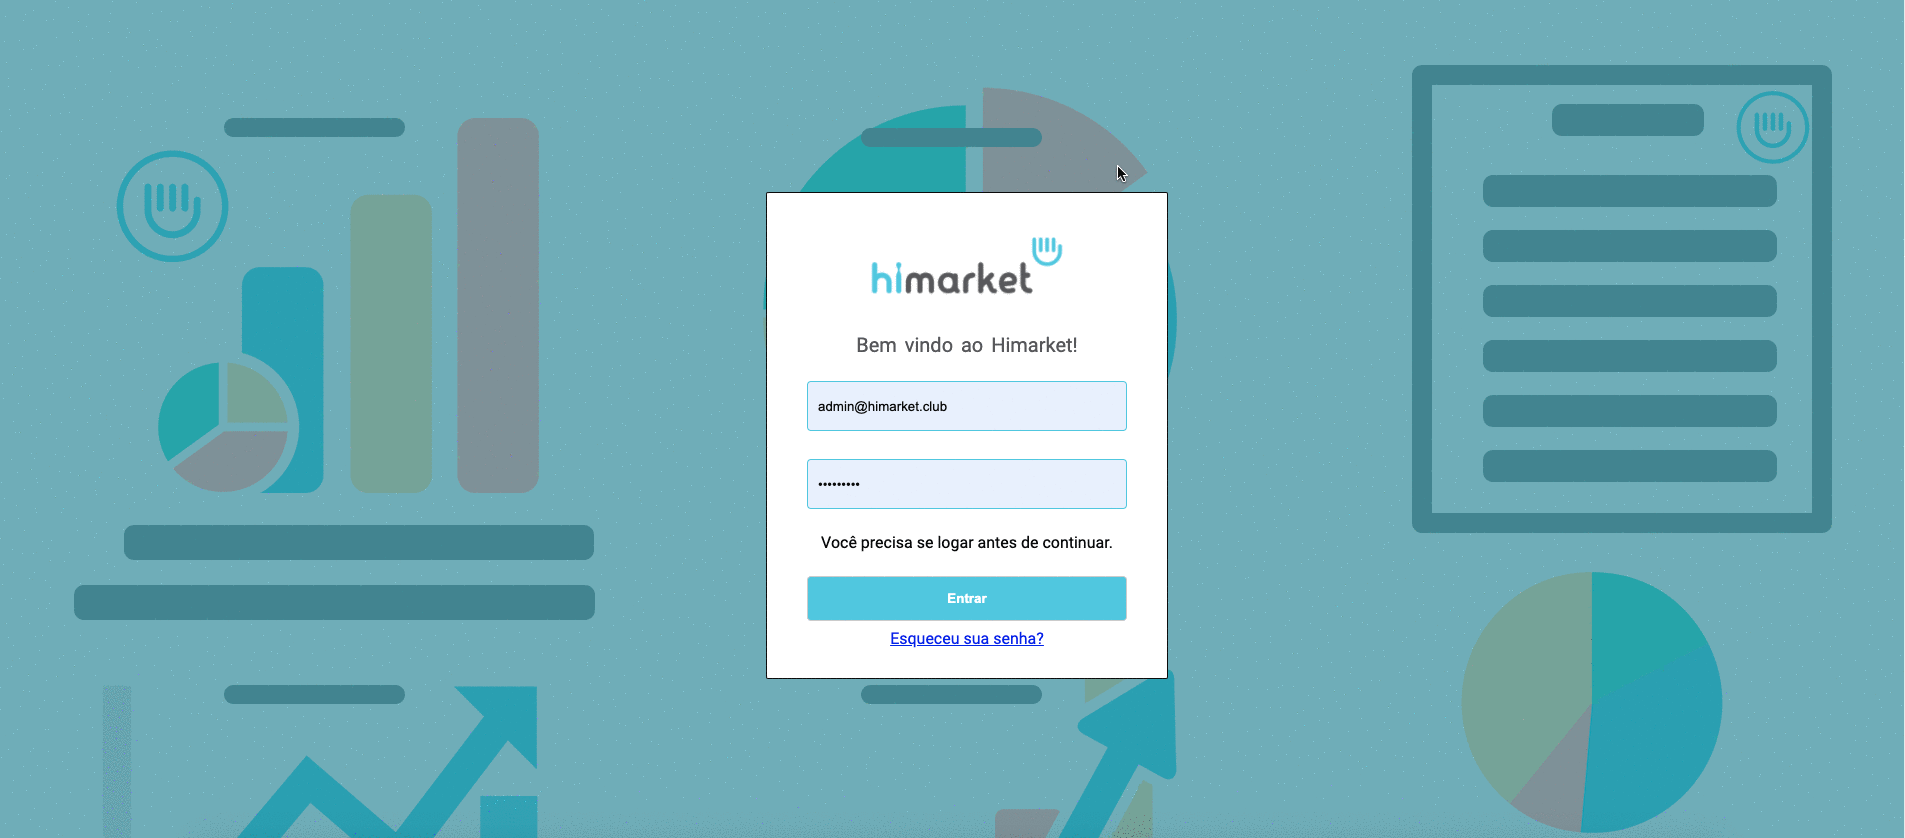 himarket
Bem vindo ao Himarket!
admin@himarket.club
•••••••••
Você precisa se logar antes de continuar.
Entrar
Esqueceu sua senha?